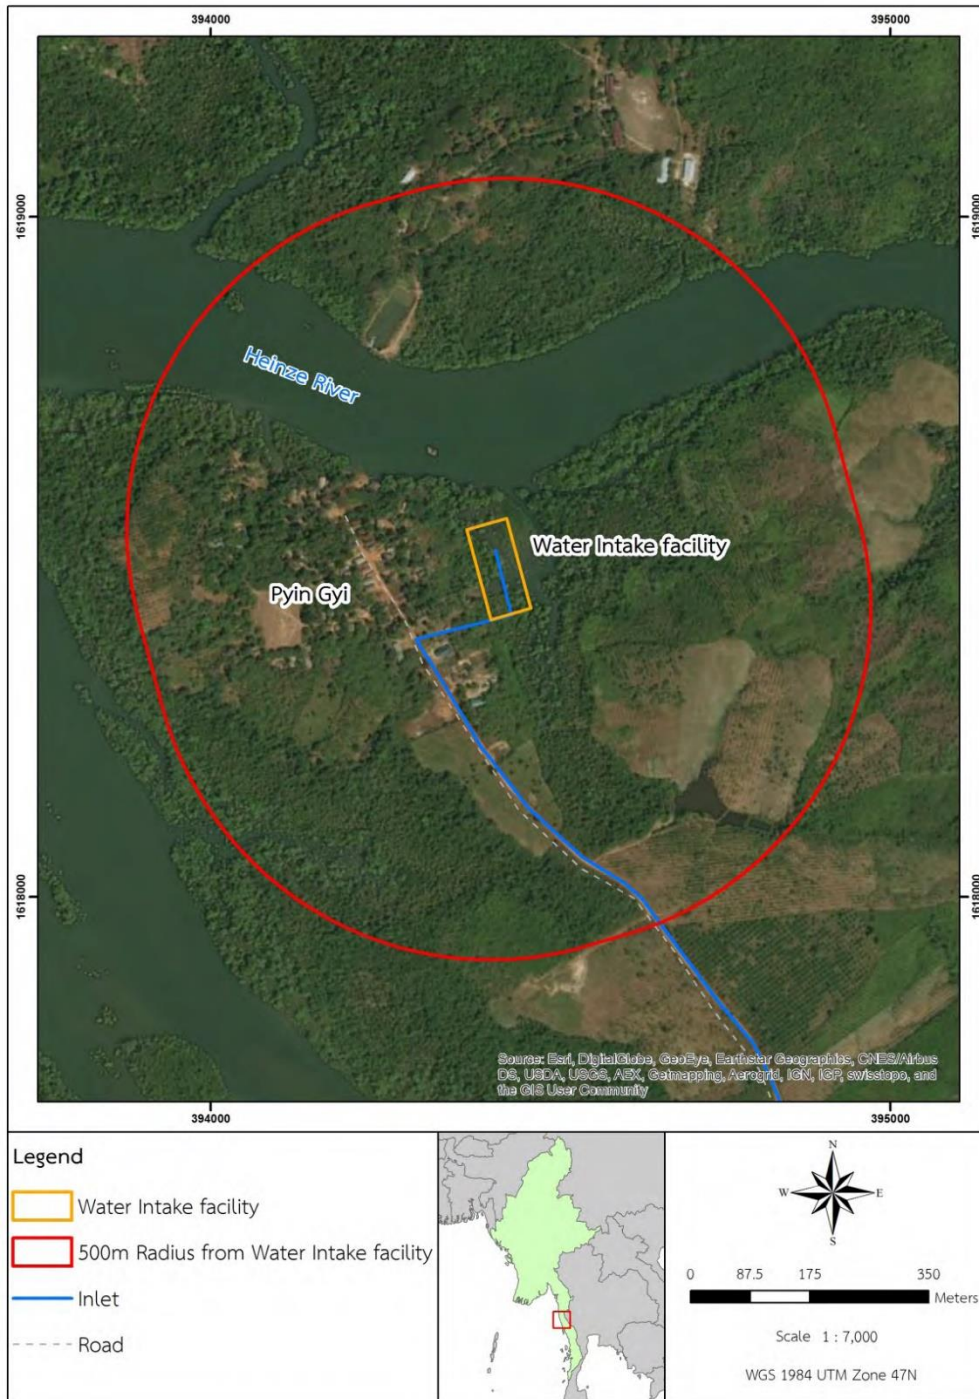 394000
395000
1619000
1619000
Heinze River
Water Intake facility
Pyin Gyi
1618000
1618000
Source: Esri, DigitalGlobe, GeoEye, Earthstar Geographics, CNES/Airbus
DS, USDA, USGS, AEX, Getmapping, Aerogrid, IGN, IGP, swisstopo, and
the GIS User Community
394000
395000
Legend
Water Intake facility
500m Radius from Water Intake facility
Inlet
Road
N
W
E
S
0 87.5 175 350
Meters
Scale 1 : 7,000
WGS 1984 UTM Zone 47N